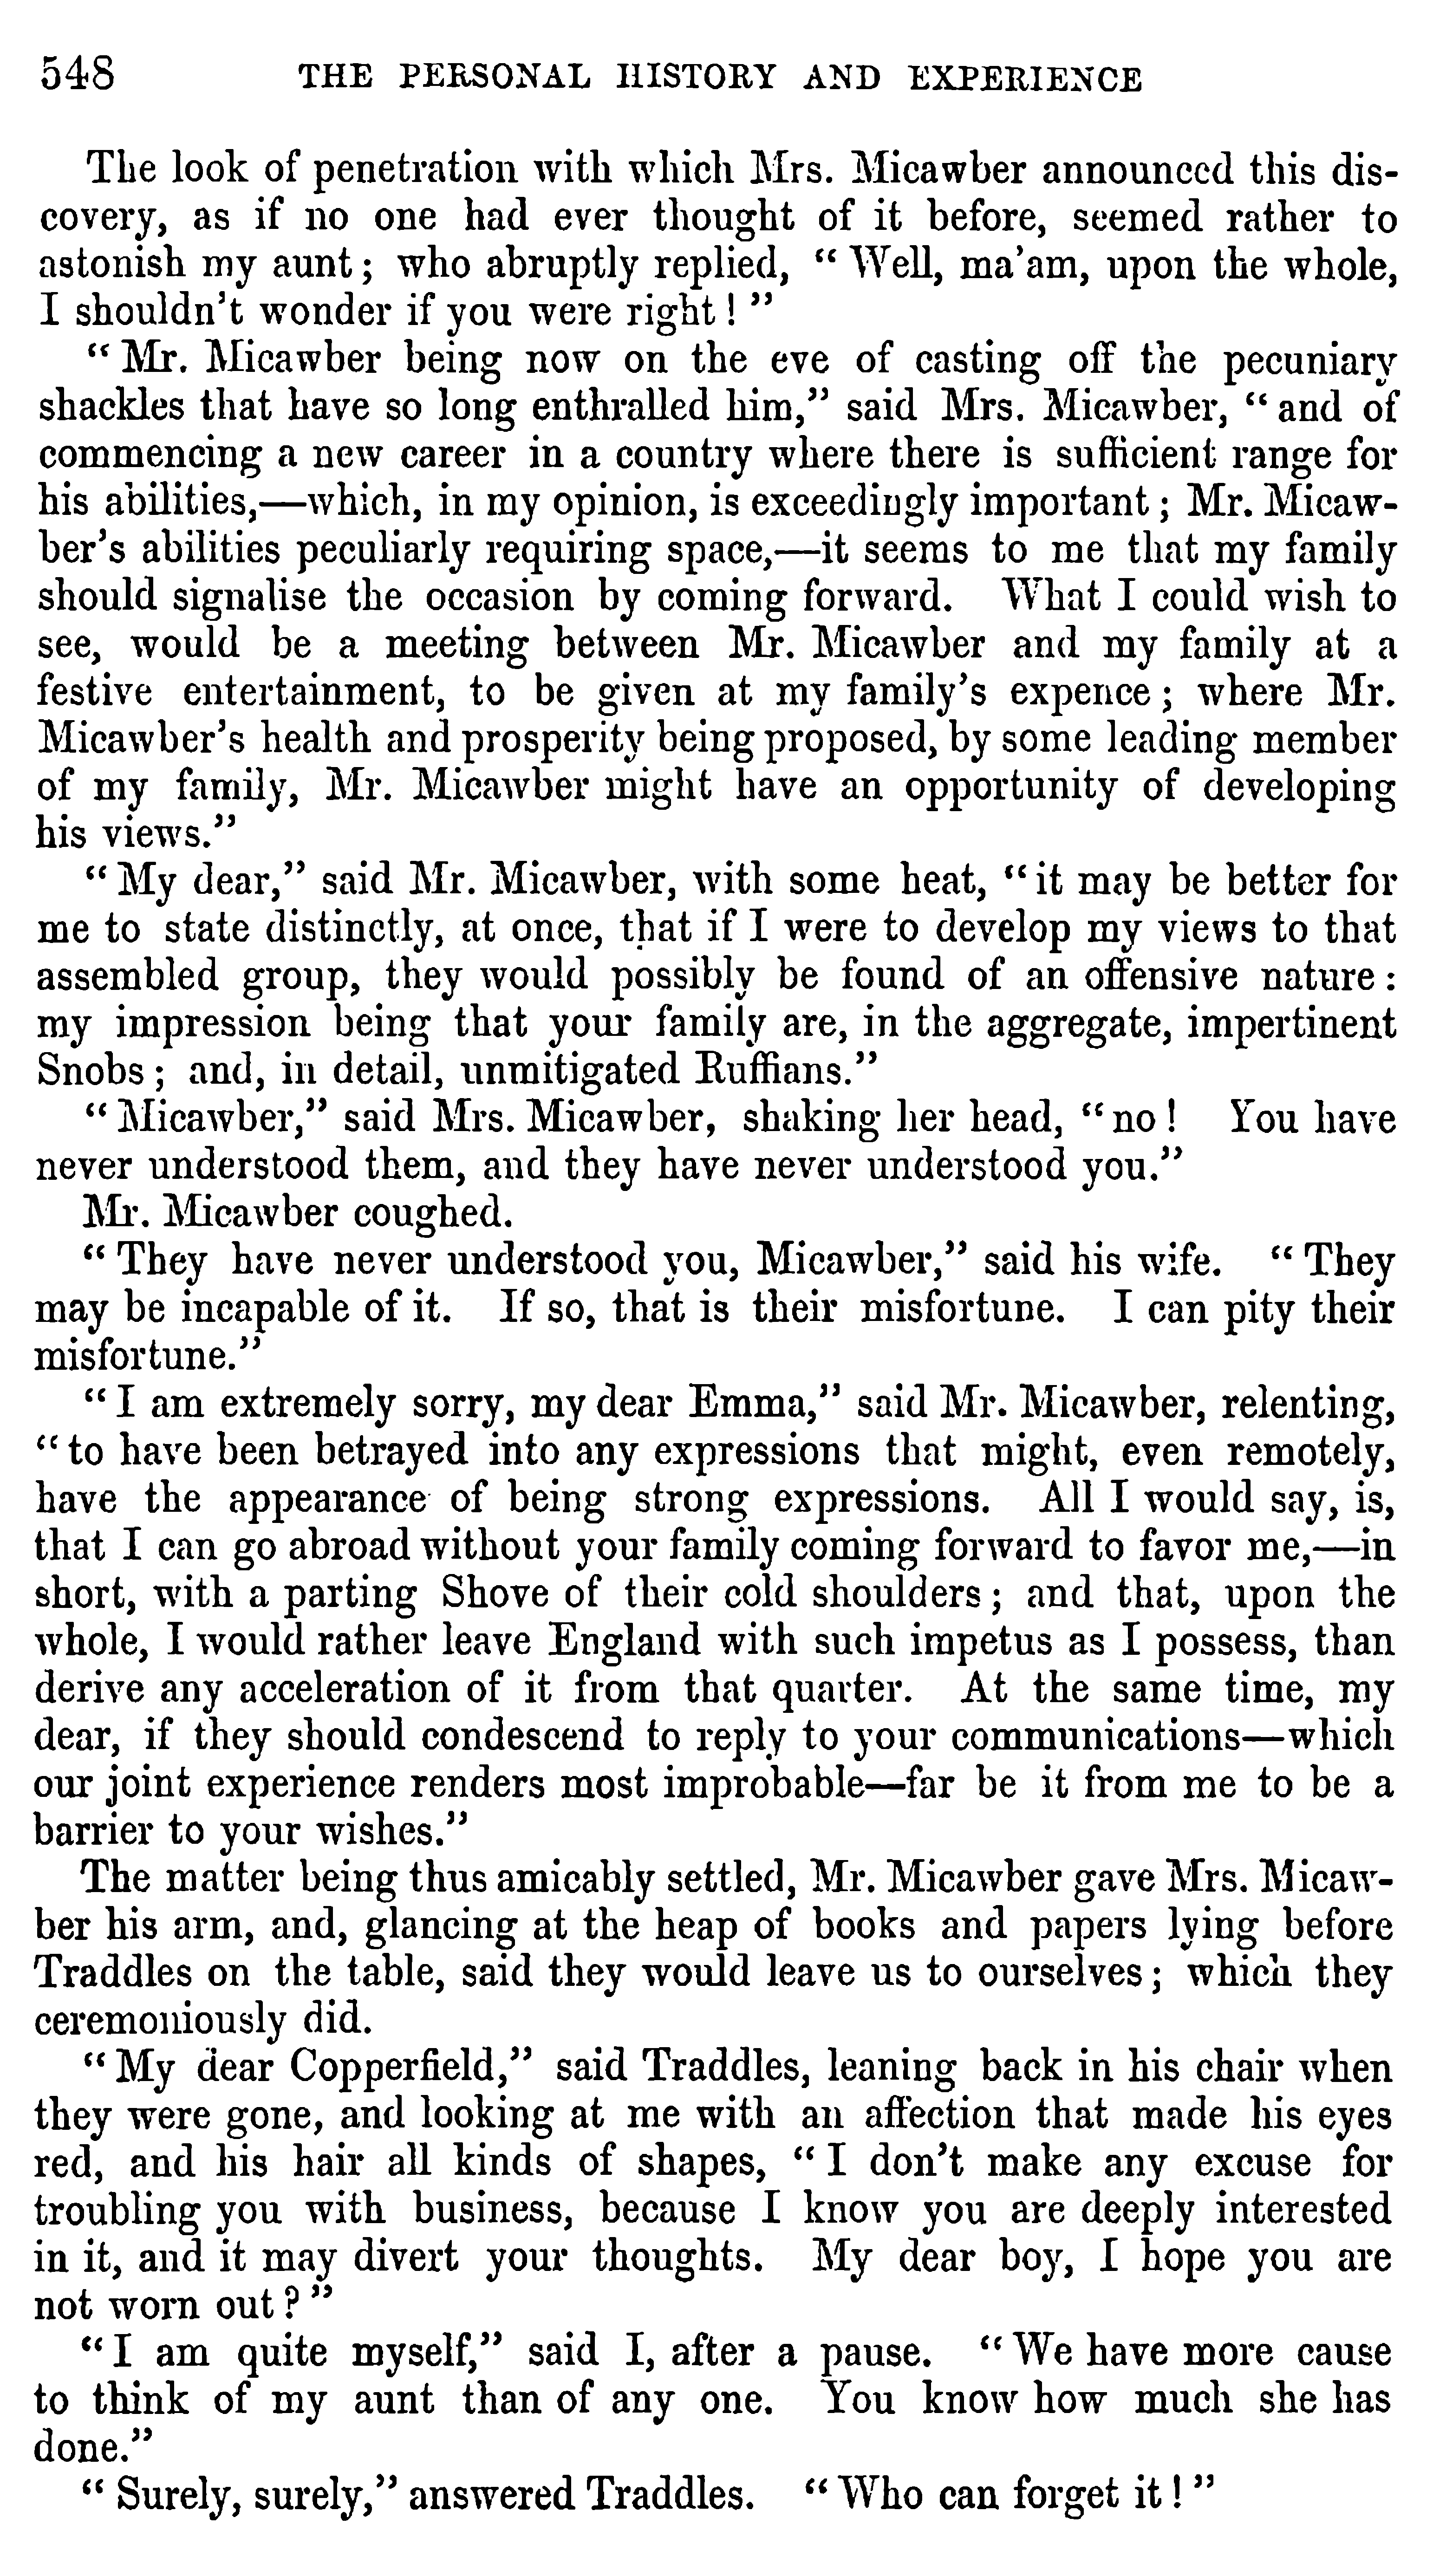 548 THE PERSONAL HISTORY AND EXPERIENCE
The look of penetration with which Mrs. Micawber announced this dis-
covery, as if no one had ever thought of it before, seemed rather to
astonish my aunt; who abruptly replied, “Well, ma’am, upon the whole,
I shouldn’t wonder if you were right!”
“Mr. Micawber being now on the eve of casting off the pecuniary
shackles that have so long enthralled him,” said Mrs. Micawber, “and of
commencing a new career in a country where there is sufficient range for
his abilities,—which, in my opinion, is exceedingly important; Mr. Micaw-
ber’s abilities peculiarly requiring space,—it seems to me that my family
should signalise the occasion by coming forward. What I could wish to
see, would be a meeting between Mr. Micawber and my family at a
festive entertainment, to be given at my family’s expence; where Mr.
Micawber’s health and prosperity being proposed, by some leading member
of my family, Mr. Micawber might have an opportunity of developing
his views.”
“My dear,” said Mr. Micawber, with some heat, “it may be better for
me to state distinctly, at once, that if I were to develop my views to that
assembled group, they would possibly be found of an offensive nature:
my impression being that your family are, in the aggregate, impertinent
Snobs; and, in detail, unmitigated Ruffians.”
“Micawber,” said Mrs. Micawber, shaking her head, “no! You have
never understood them, and they have never understood you.”
Mr. Micawber coughed.
“They have never understood you, Micawber,” said his wife. “They
may be incapable of it. If so, that is their misfortune. I can pity their
misfortune.”
“I am extremely sorry, my dear Emma,” said Mr. Micawber, relenting,
“to have been betrayed into any expressions that might, even remotely,
have the appearance of being strong expressions. All I would say, is,
that I can go abroad without your family coming forward to favor me,—in
short, with a parting Shove of their cold shoulders; and that, upon the
whole, I would rather leave England with such impetus as I possess, than
derive any acceleration of it from that quarter. At the same time, my
dear, if they should condescend to reply to your communications—which
our joint experience renders most improbable—far be it from me to be a
barrier to your wishes.”
The matter being thus amicably settled, Mr. Micawber gave Mrs. Micaw-
ber his arm, and, glancing at the heap of books and papers lying before
Traddles on the table, said they would leave us to ourselves; which they
ceremoniously did.
“My dear Copperfield,” said Traddles, leaning back in his chair when
they were gone, and looking at me with an affection that made his eyes
red, and his hair all kinds of shapes, “I don’t make any excuse for
troubling you with business, because I know you are deeply interested
in it, and it may divert your thoughts. My dear boy, I hope you are
not worn out?”
“I am quite myself,” said I, after a pause. “We have more cause
to think of my aunt than of any one. You know how much she has
done.”
“Surely, surely,” answered Traddles. “Who can forget it!”